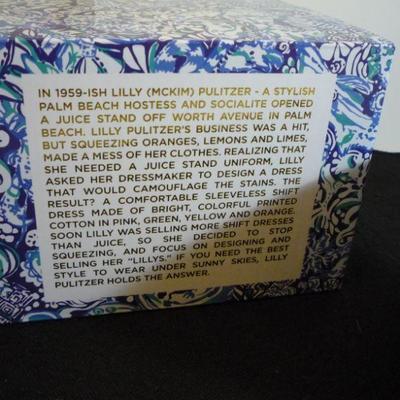 IN 1959-ISH LILLY (MCKIM) PULITZER - A STYLISH
PALM BEACH HOSTESS AND SOCIALITE OPENED
A JUICE STAND OFF WORTH AVENUE IN PALM
BEACH. LILLY PULITZER'S BUSINESS WAS A HIT,
BUT SQUEEZING ORANGES, LEMONS AND LIMES,
MADE A MESS OF HER CLOTHES. REALIZING THAT
SHE NEEDED A JUICE STAND UNIFORM, LILLY
ASKED HER DRESSMAKER TO DESIGN A DRESS
THAT WOULD CAMOUFLAGE THE STAINS. THE
RESULT? A COMFORTABLE SLEEVELESS SHIFT
DRESS MADE OF BRIGHT, COLORFUL PRINTED
COTTON IN PINK, GREEN, YELLOW AND ORANGE.
SOON LILLY WAS SELLING MORE SHIFT DRESSES
THAN JUICE, SO SHE DECIDED TO STOP
SQUEEZING, AND FOCUS ON DESIGNING AND
SELLING HER "LILLYS." IF YOU NEED THE BEST
STYLE TO WEAR UNDER SUNNY SKIES, LILLY
PULITZER HOLDS THE ANSWER.